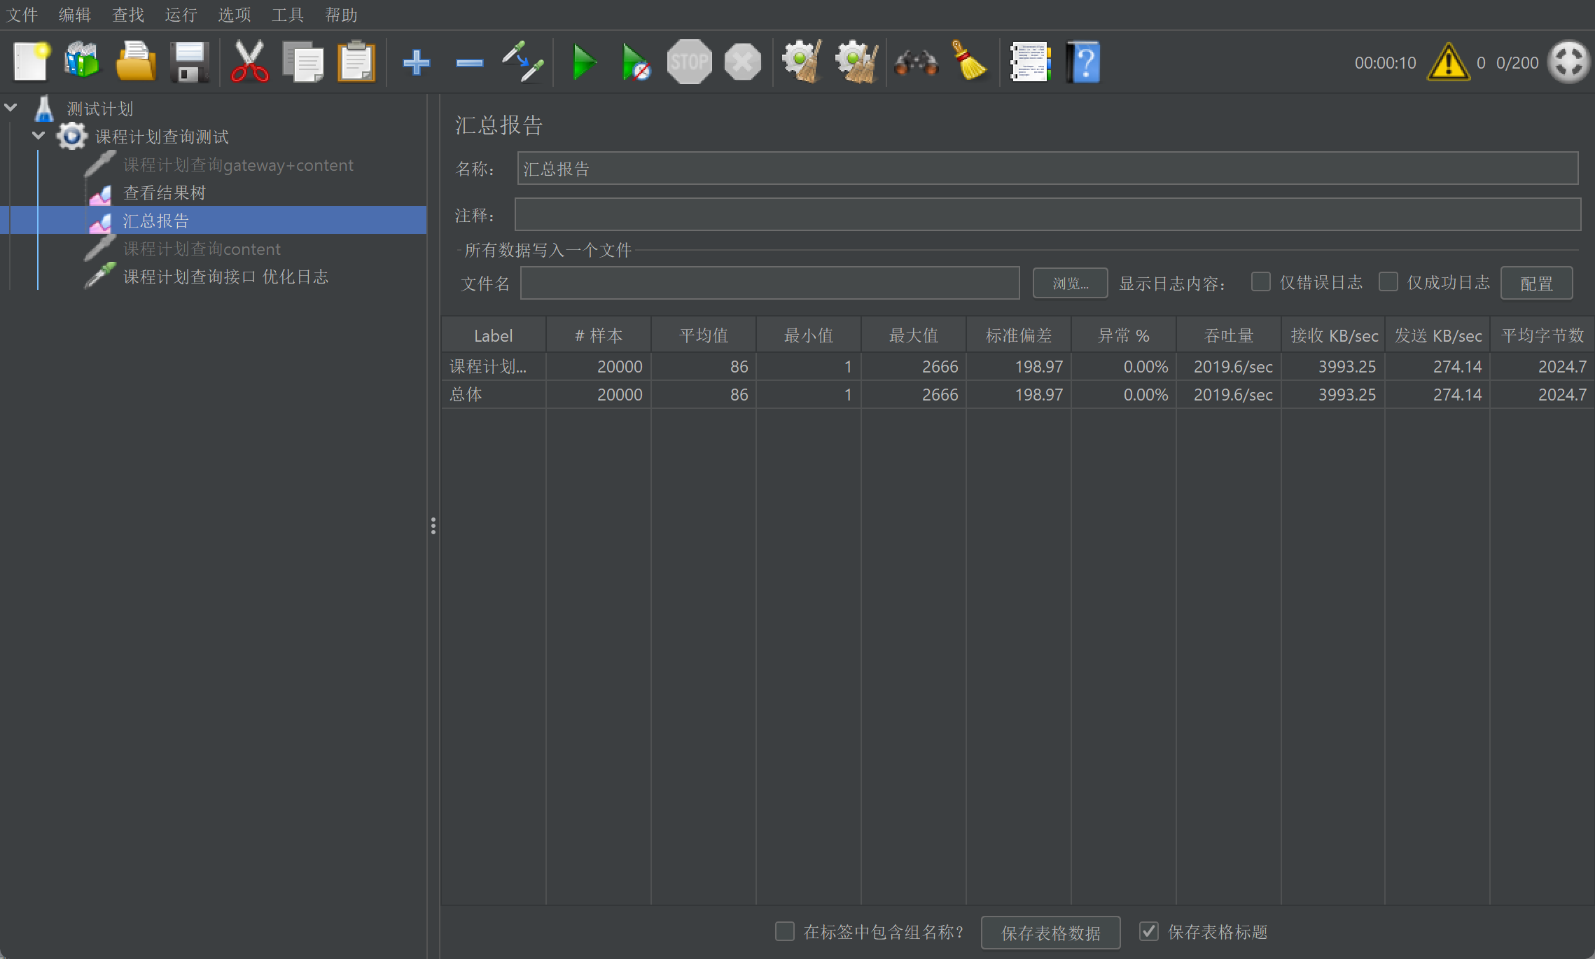 文件 编辑 查找 运行 选项 工具 帮助
STOP
00:00:10 0 0/200
测试计划
课程计划查询测试
课程计划查询gateway+content
查看结果树
汇总报告
课程计划查询content
课程计划查询接口 优化日志
汇总报告
名称： 汇总报告
注释：
所有数据写入一个文件
文件名 浏览... 显示日志内容： 仅错误日志 仅成功日志 配置
Label # 样本 平均值 最小值 最大值 标准偏差 异常 % 吞吐量 接收 KB/sec 发送 KB/sec 平均字节数
课程计划... 20000 86 1 2666 198.97 0.00% 2019.6/sec 3993.25 274.14 2024.7
总体 20000 86 1 2666 198.97 0.00% 2019.6/sec 3993.25 274.14 2024.7
在标签中包含组名称？ 保存表格数据 保存表格标题